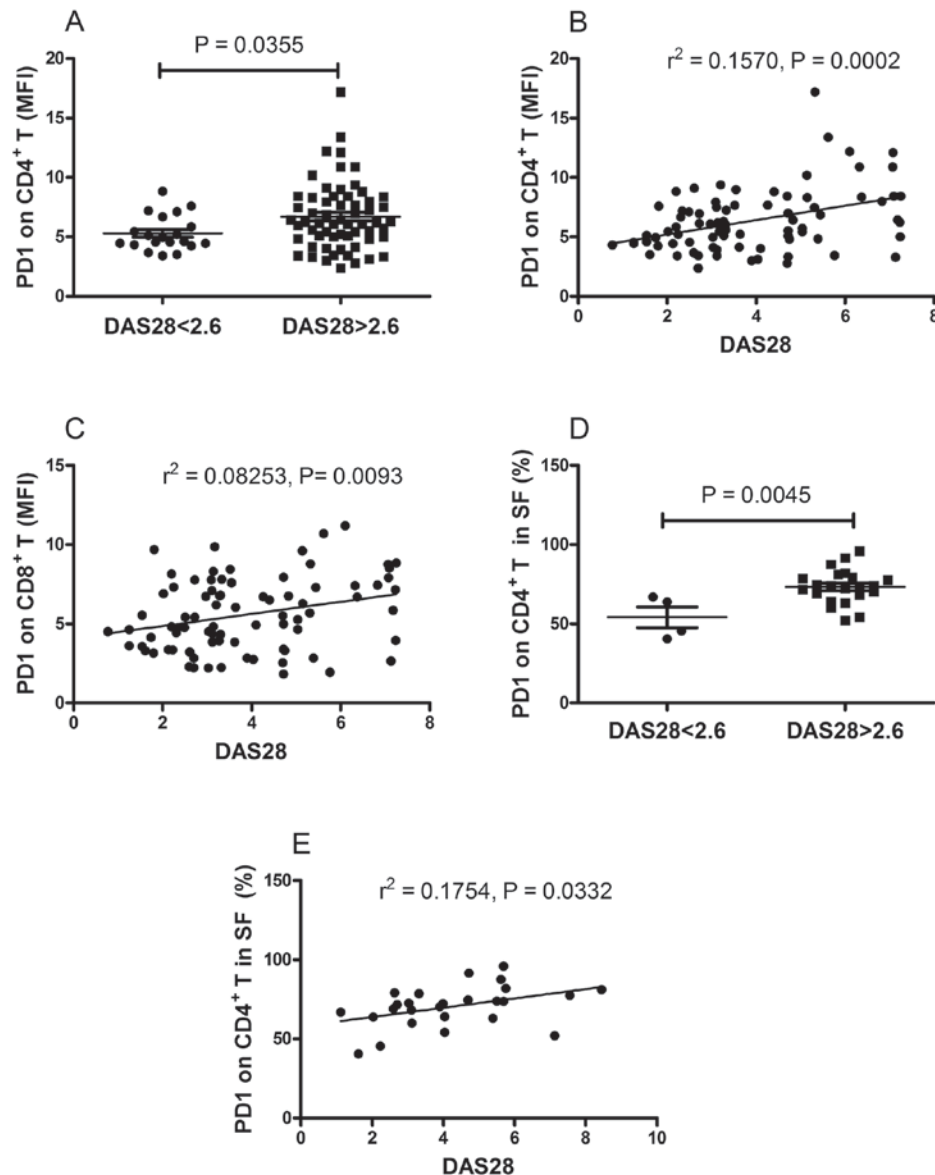 A
P = 0.0355
PD1 on CD4+ T (MFI)
20
15
10
5
0
DAS28<2.6
DAS28>2.6
B
r² = 0.1570, P = 0.0002
PD1 on CD4+ T (MFI)
20
15
10
5
0
0 2 4 6 8
DAS28
C
r² = 0.08253, P= 0.0093
PD1 on CD8+ T (MFI)
15
10
5
0
0 2 4 6 8
DAS28
D
P = 0.0045
PD1 on CD4+ T in SF (%)
150
100
50
0
DAS28<2.6
DAS28>2.6
E
r² = 0.1754, P = 0.0332
PD1 on CD4+ T in SF (%)
150
100
50
0
0 2 4 6 8 10
DAS28